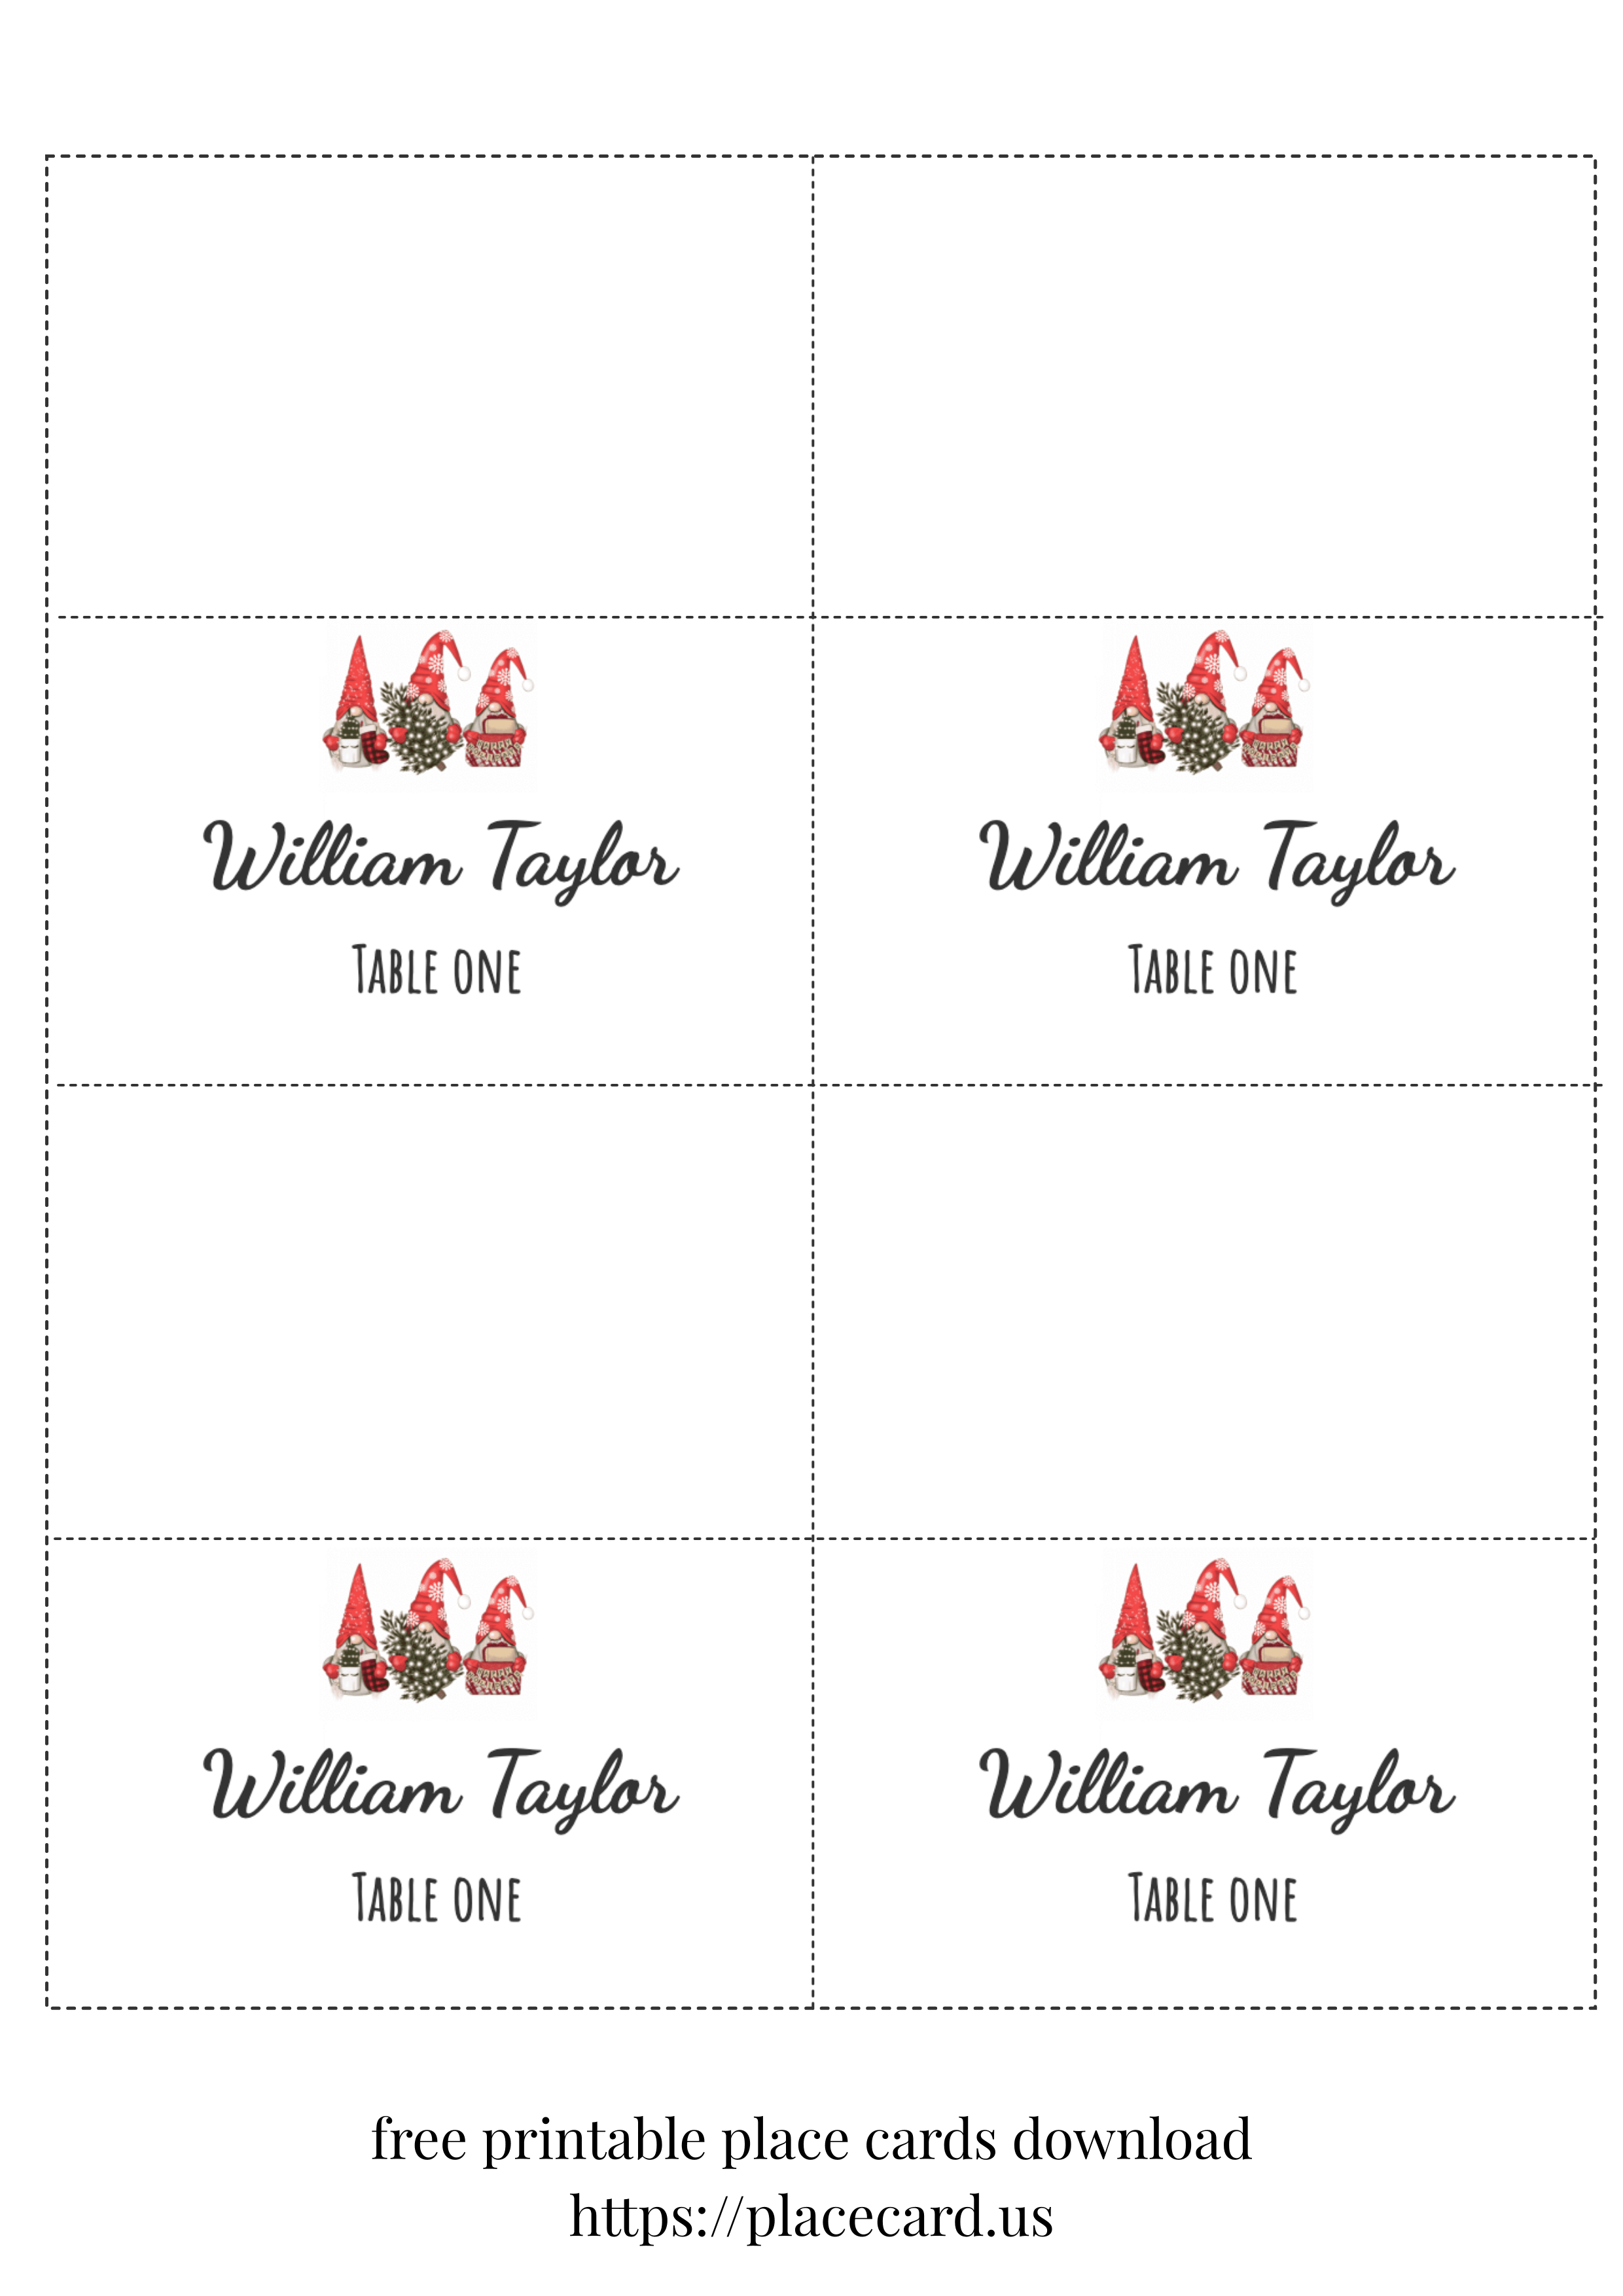 William Taylor William Taylor
Table one Table one
William Taylor William Taylor
Table one Table one
free printable place cards download
https://placecard.us